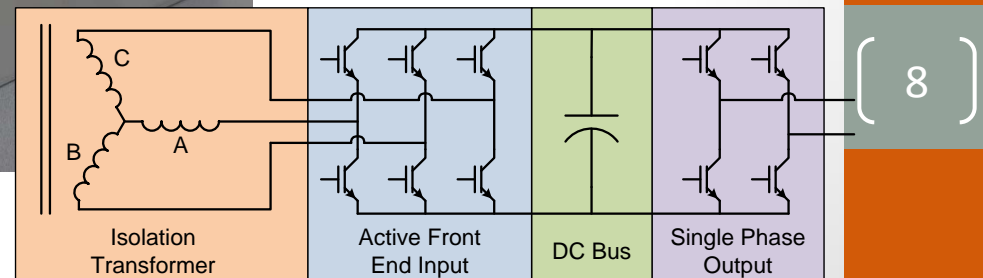 C
B
A
Isolation
Transformer
Active Front
End Input
DC Bus
Single Phase
Output
8